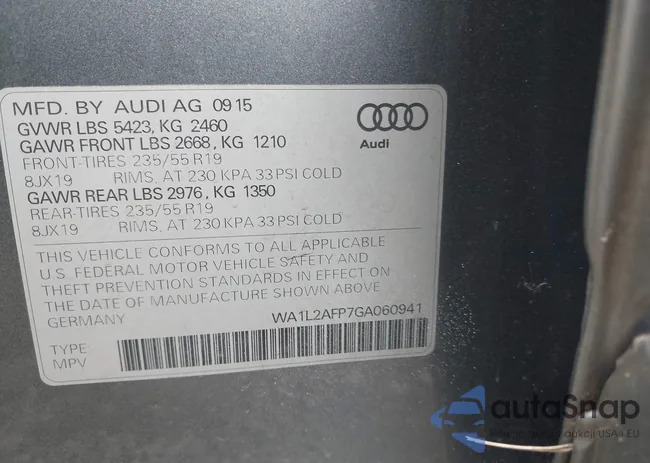 MFD. BY AUDI AG 09 15
GVWR LBS 5423, KG 2460
GAWR FRONT LBS 2668, KG 1210
FRONT-TIRES 235/55 R19
8JX19 RIMS, AT 230 KPA 33 PSI COLD
GAWR REAR LBS 2976, KG 1350
REAR-TIRES 235/55 R19
8JX19 RIMS, AT 230 KPA 33 PSI COLD
Audi
THIS VEHICLE CONFORMS TO ALL APPLICABLE
U.S. FEDERAL MOTOR VEHICLE SAFETY AND
THEFT PREVENTION STANDARDS IN EFFECT ON
THE DATE OF MANUFACTURE SHOWN ABOVE.
GERMANY WA1L2AFP7GA060941
TYPE:
MPV
autaSnap
aukcji USA i EU